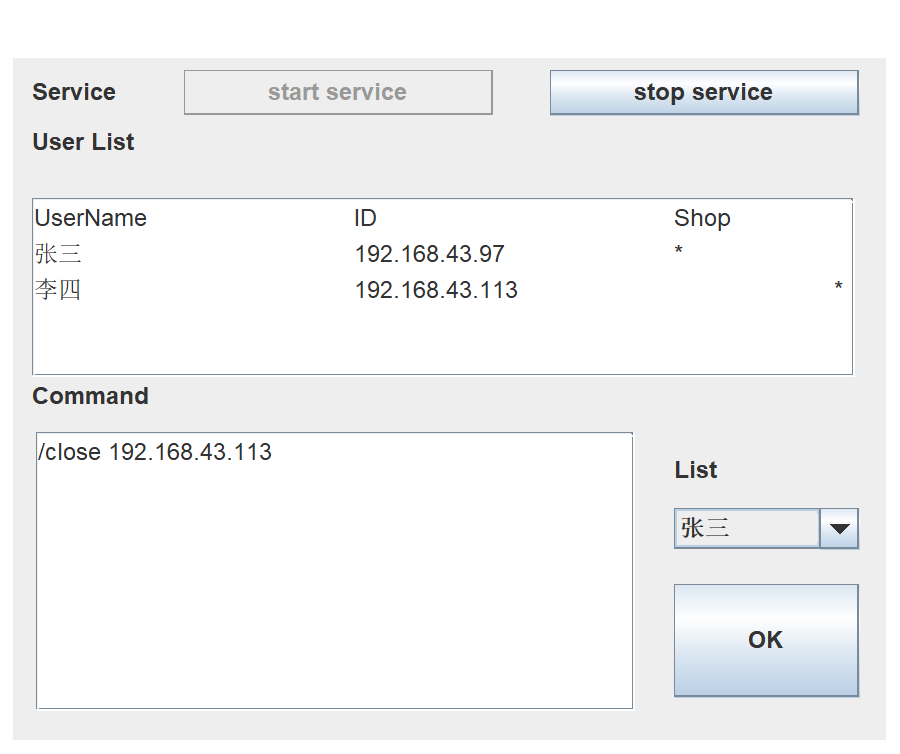 Service start service stop service
User List
UserName ID Shop
张三 192.168.43.97 *
李四 192.168.43.113 *
Command
/close 192.168.43.113
List
张三
OK